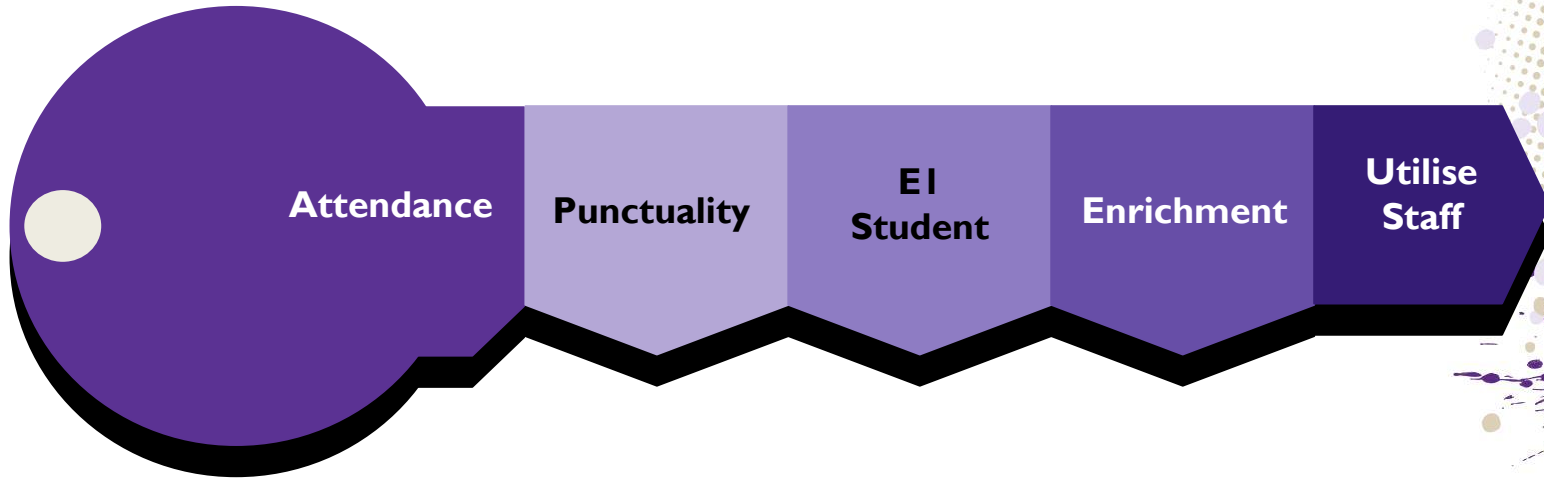 Attendance
Punctuality
E1
Student
Enrichment
Utilise
Staff